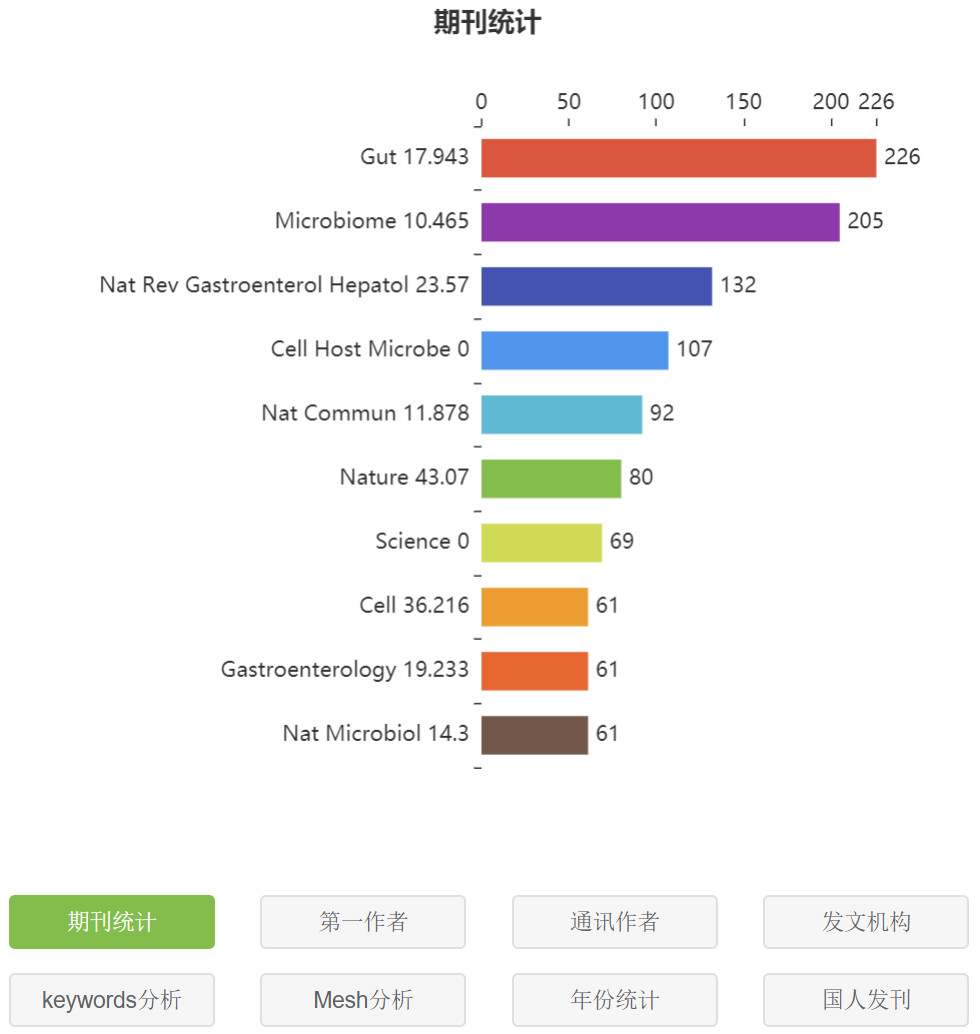 期刊统计
0 50 100 150 200 226
Gut 17.943 226
Microbiome 10.465 205
Nat Rev Gastroenterol Hepatol 23.57 132
Cell Host Microbe 0 107
Nat Commun 11.878 92
Nature 43.07 80
Science 0 69
Cell 36.216 61
Gastroenterology 19.233 61
Nat Microbiol 14.3 61
期刊统计 第一作者 通讯作者 发文机构
keywords分析 Mesh分析 年份统计 国人发刊